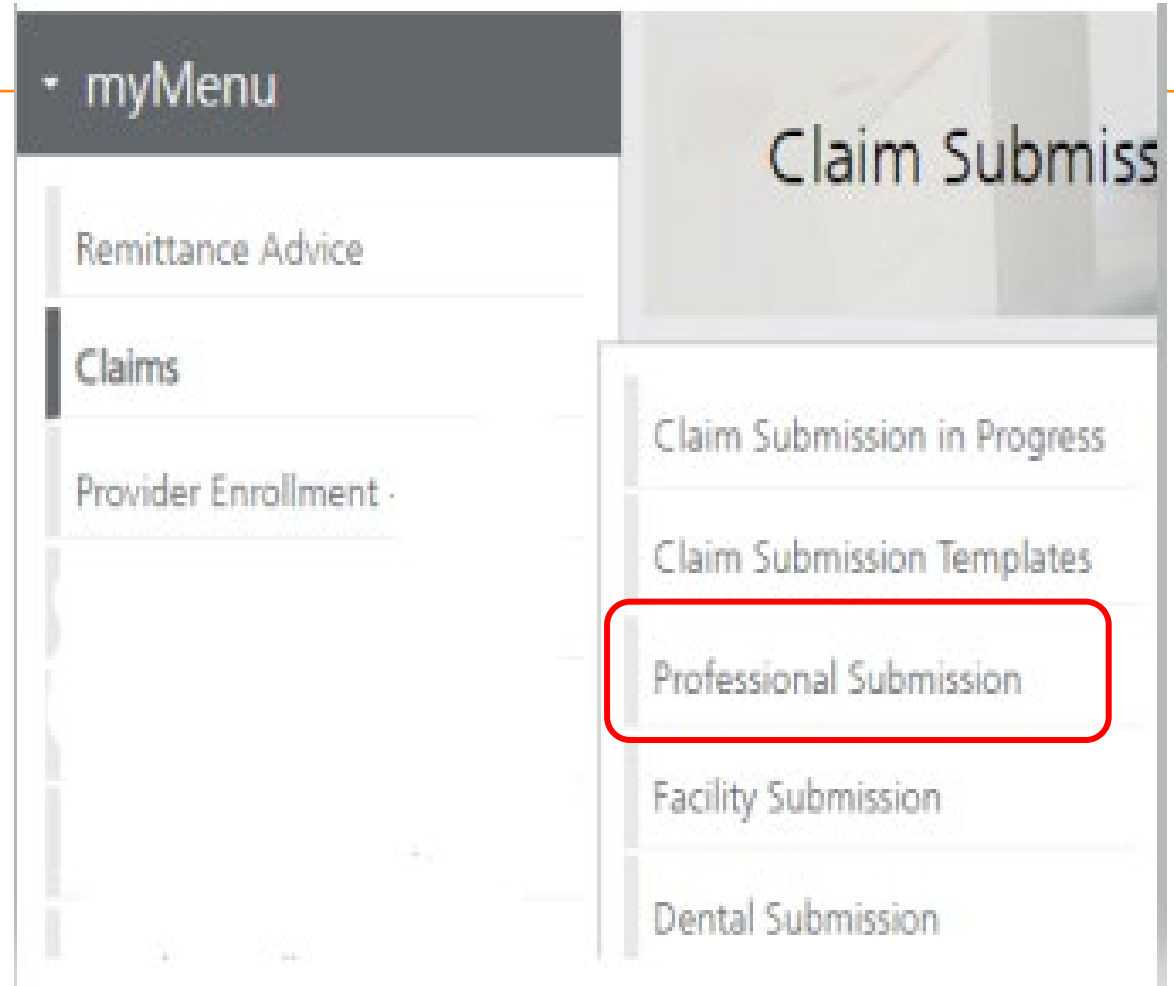 myMenu
Claim Submiss
Remittance Advice
Claims
Provider Enrollment -
Claim Submission in Progress
Claim Submission Templates
Professional Submission
Facility Submission
Dental Submission